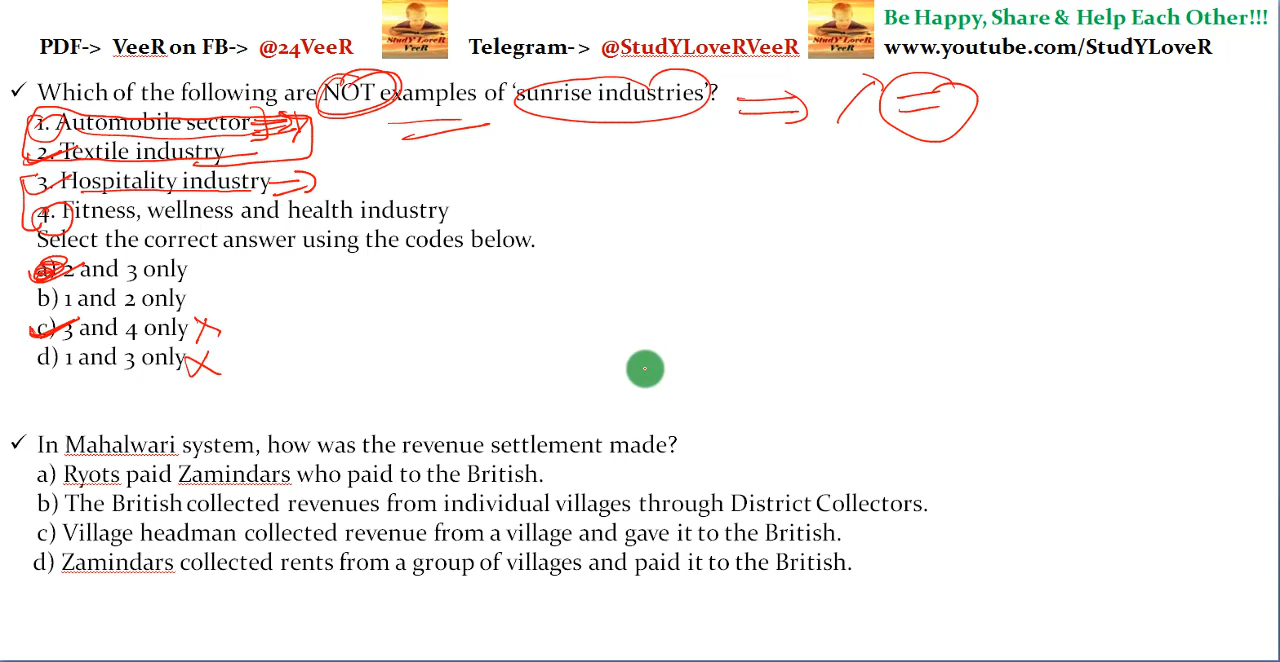 Be Happy, Share & Help Each Other!!!
PDF-> VeeR on FB-> @24VeeR Telegram-> @StudYLoveRVeeR www.youtube.com/StudYLoveR
StudY LoveR
VeeR
StudY LoveR
VeeR
✓ Which of the following are NOT examples of ‘sunrise industries’?
1. Automobile sector
2. Textile industry
3. Hospitality industry
4. Fitness, wellness and health industry
Select the correct answer using the codes below.
a) 2 and 3 only
b) 1 and 2 only
c) 3 and 4 only
d) 1 and 3 only
✓ In Mahalwari system, how was the revenue settlement made?
a) Ryots paid Zamindars who paid to the British.
b) The British collected revenues from individual villages through District Collectors.
c) Village headman collected revenue from a village and gave it to the British.
d) Zamindars collected rents from a group of villages and paid it to the British.